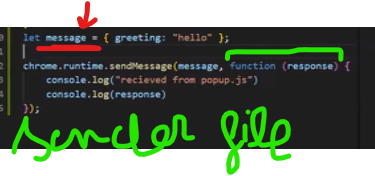 let message = { greeting: "hello" };
chrome.runtime.sendMessage(message, function (response) {
console.log("recieved from popup.js")
console.log(response)
});
sender file